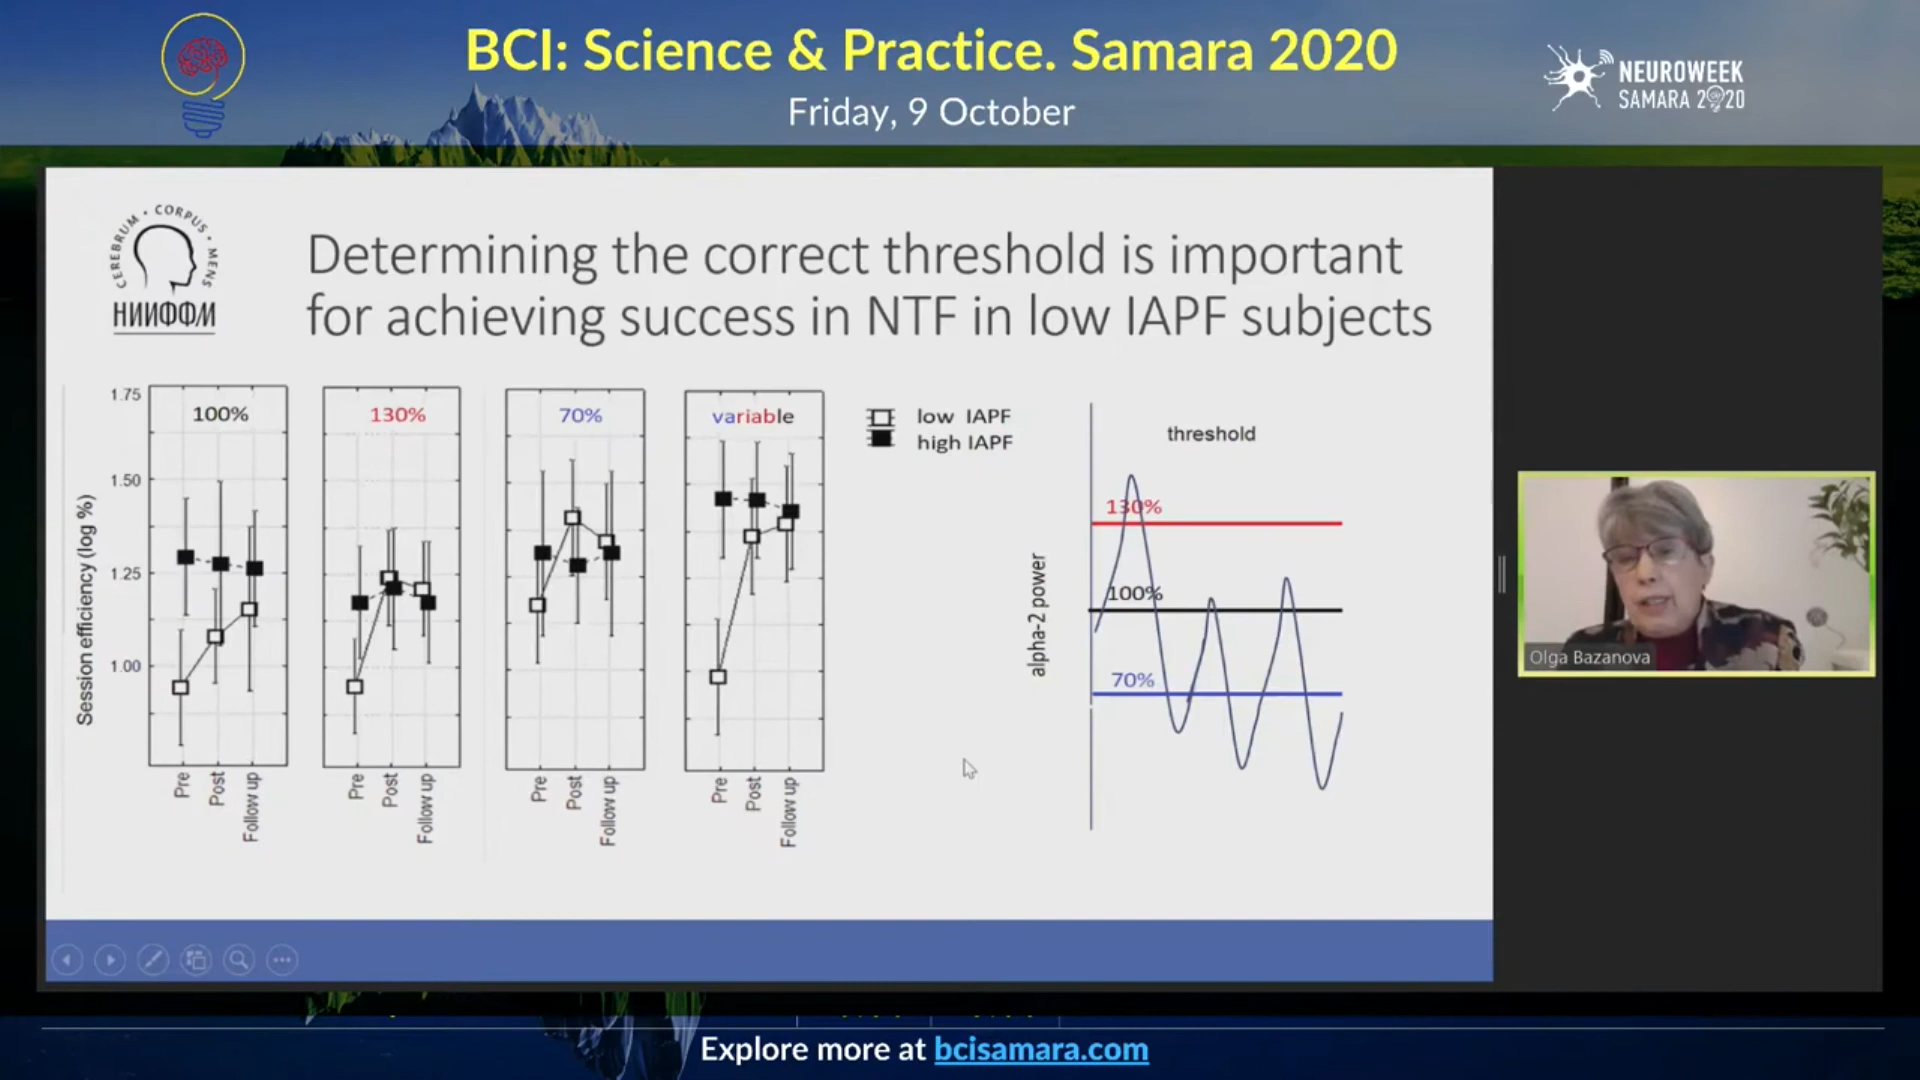 BCI: Science & Practice. Samara 2020
Friday, 9 October
NEUROWEEK
SAMARA 2020
CEREBRUM • CORPUS • MENS
НИИФФМ
Determining the correct threshold is important
for achieving success in NTF in low IAPF subjects
Session efficiency (log %)
1.75
1.50
1.25
1.00
100%
130%
70%
variable
Pre
Post
Follow up
Pre
Post
Follow up
Pre
Post
Follow up
Pre
Post
Follow up
low IAPF
high IAPF
alpha-2 power
threshold
130%
100%
70%
Olga Bazanova
Explore more at bcisamara.com